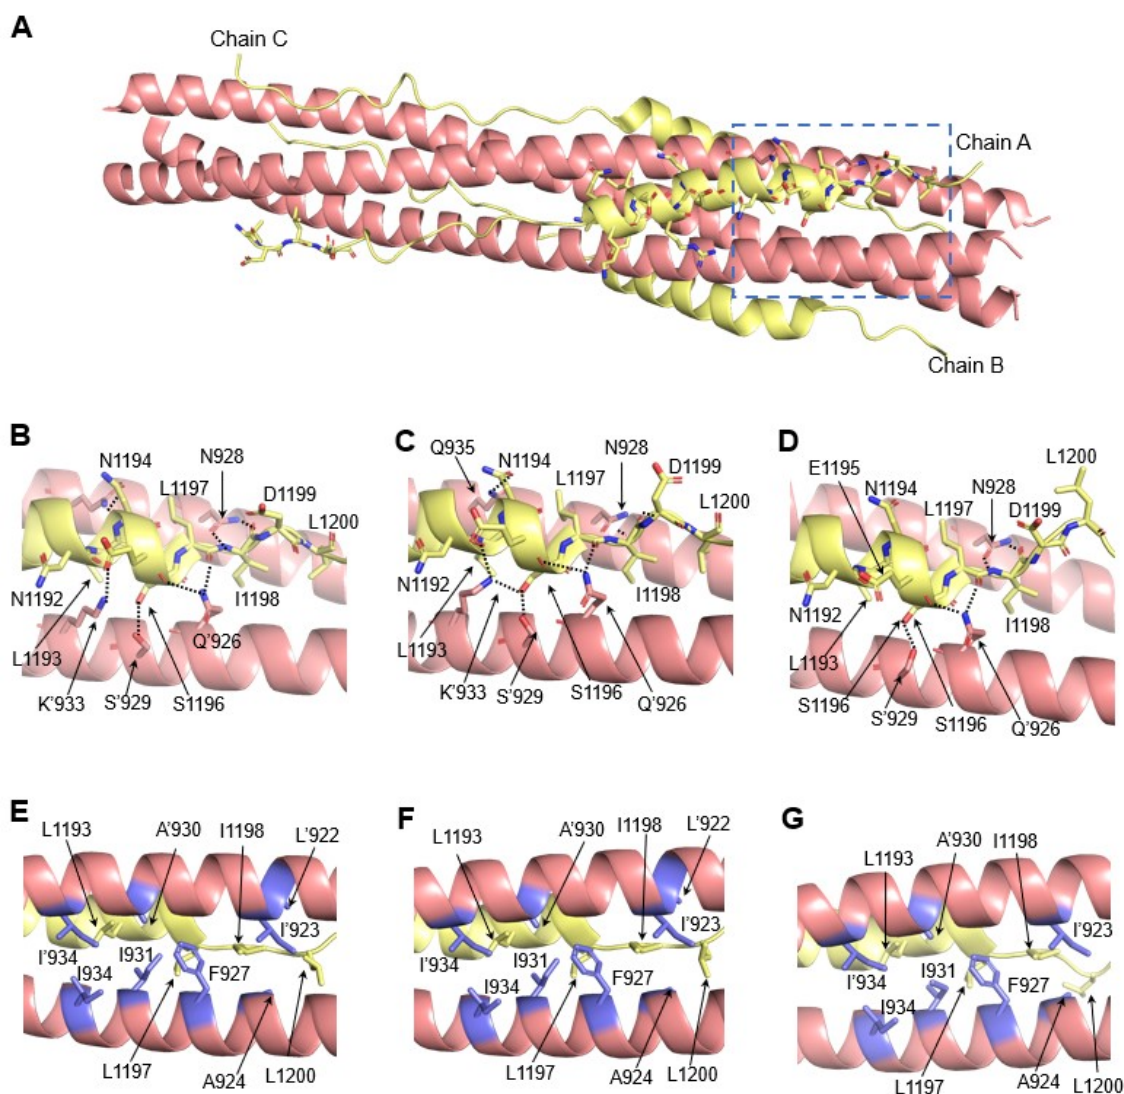 A
Chain C
Chain A
Chain B
B
N1194
N928
L1197
D1199
L1200
N1192
I1198
L1193
Q'926
K'933
S'929
S1196
C
Q935
N1194
N928
L1197
D1199
L1200
N1192
I1198
L1193
K'933
S'929
S1196
Q'926
D
L1200
E1195
N1194
N928
L1197
D1199
N1192
I1198
L1193
S1196
S'929
S1196
Q'926
E
L1193
A'930
I1198
L'922
I'923
I'934
I931
I934
F927
L1197
A924
L1200
F
L1193
A'930
I1198
L'922
I'923
I'934
I931
I934
F927
L1197
A924
L1200
G
L1193
A'930
I1198
I'923
I'934
I931
F927
I934
L1197
A924
L1200